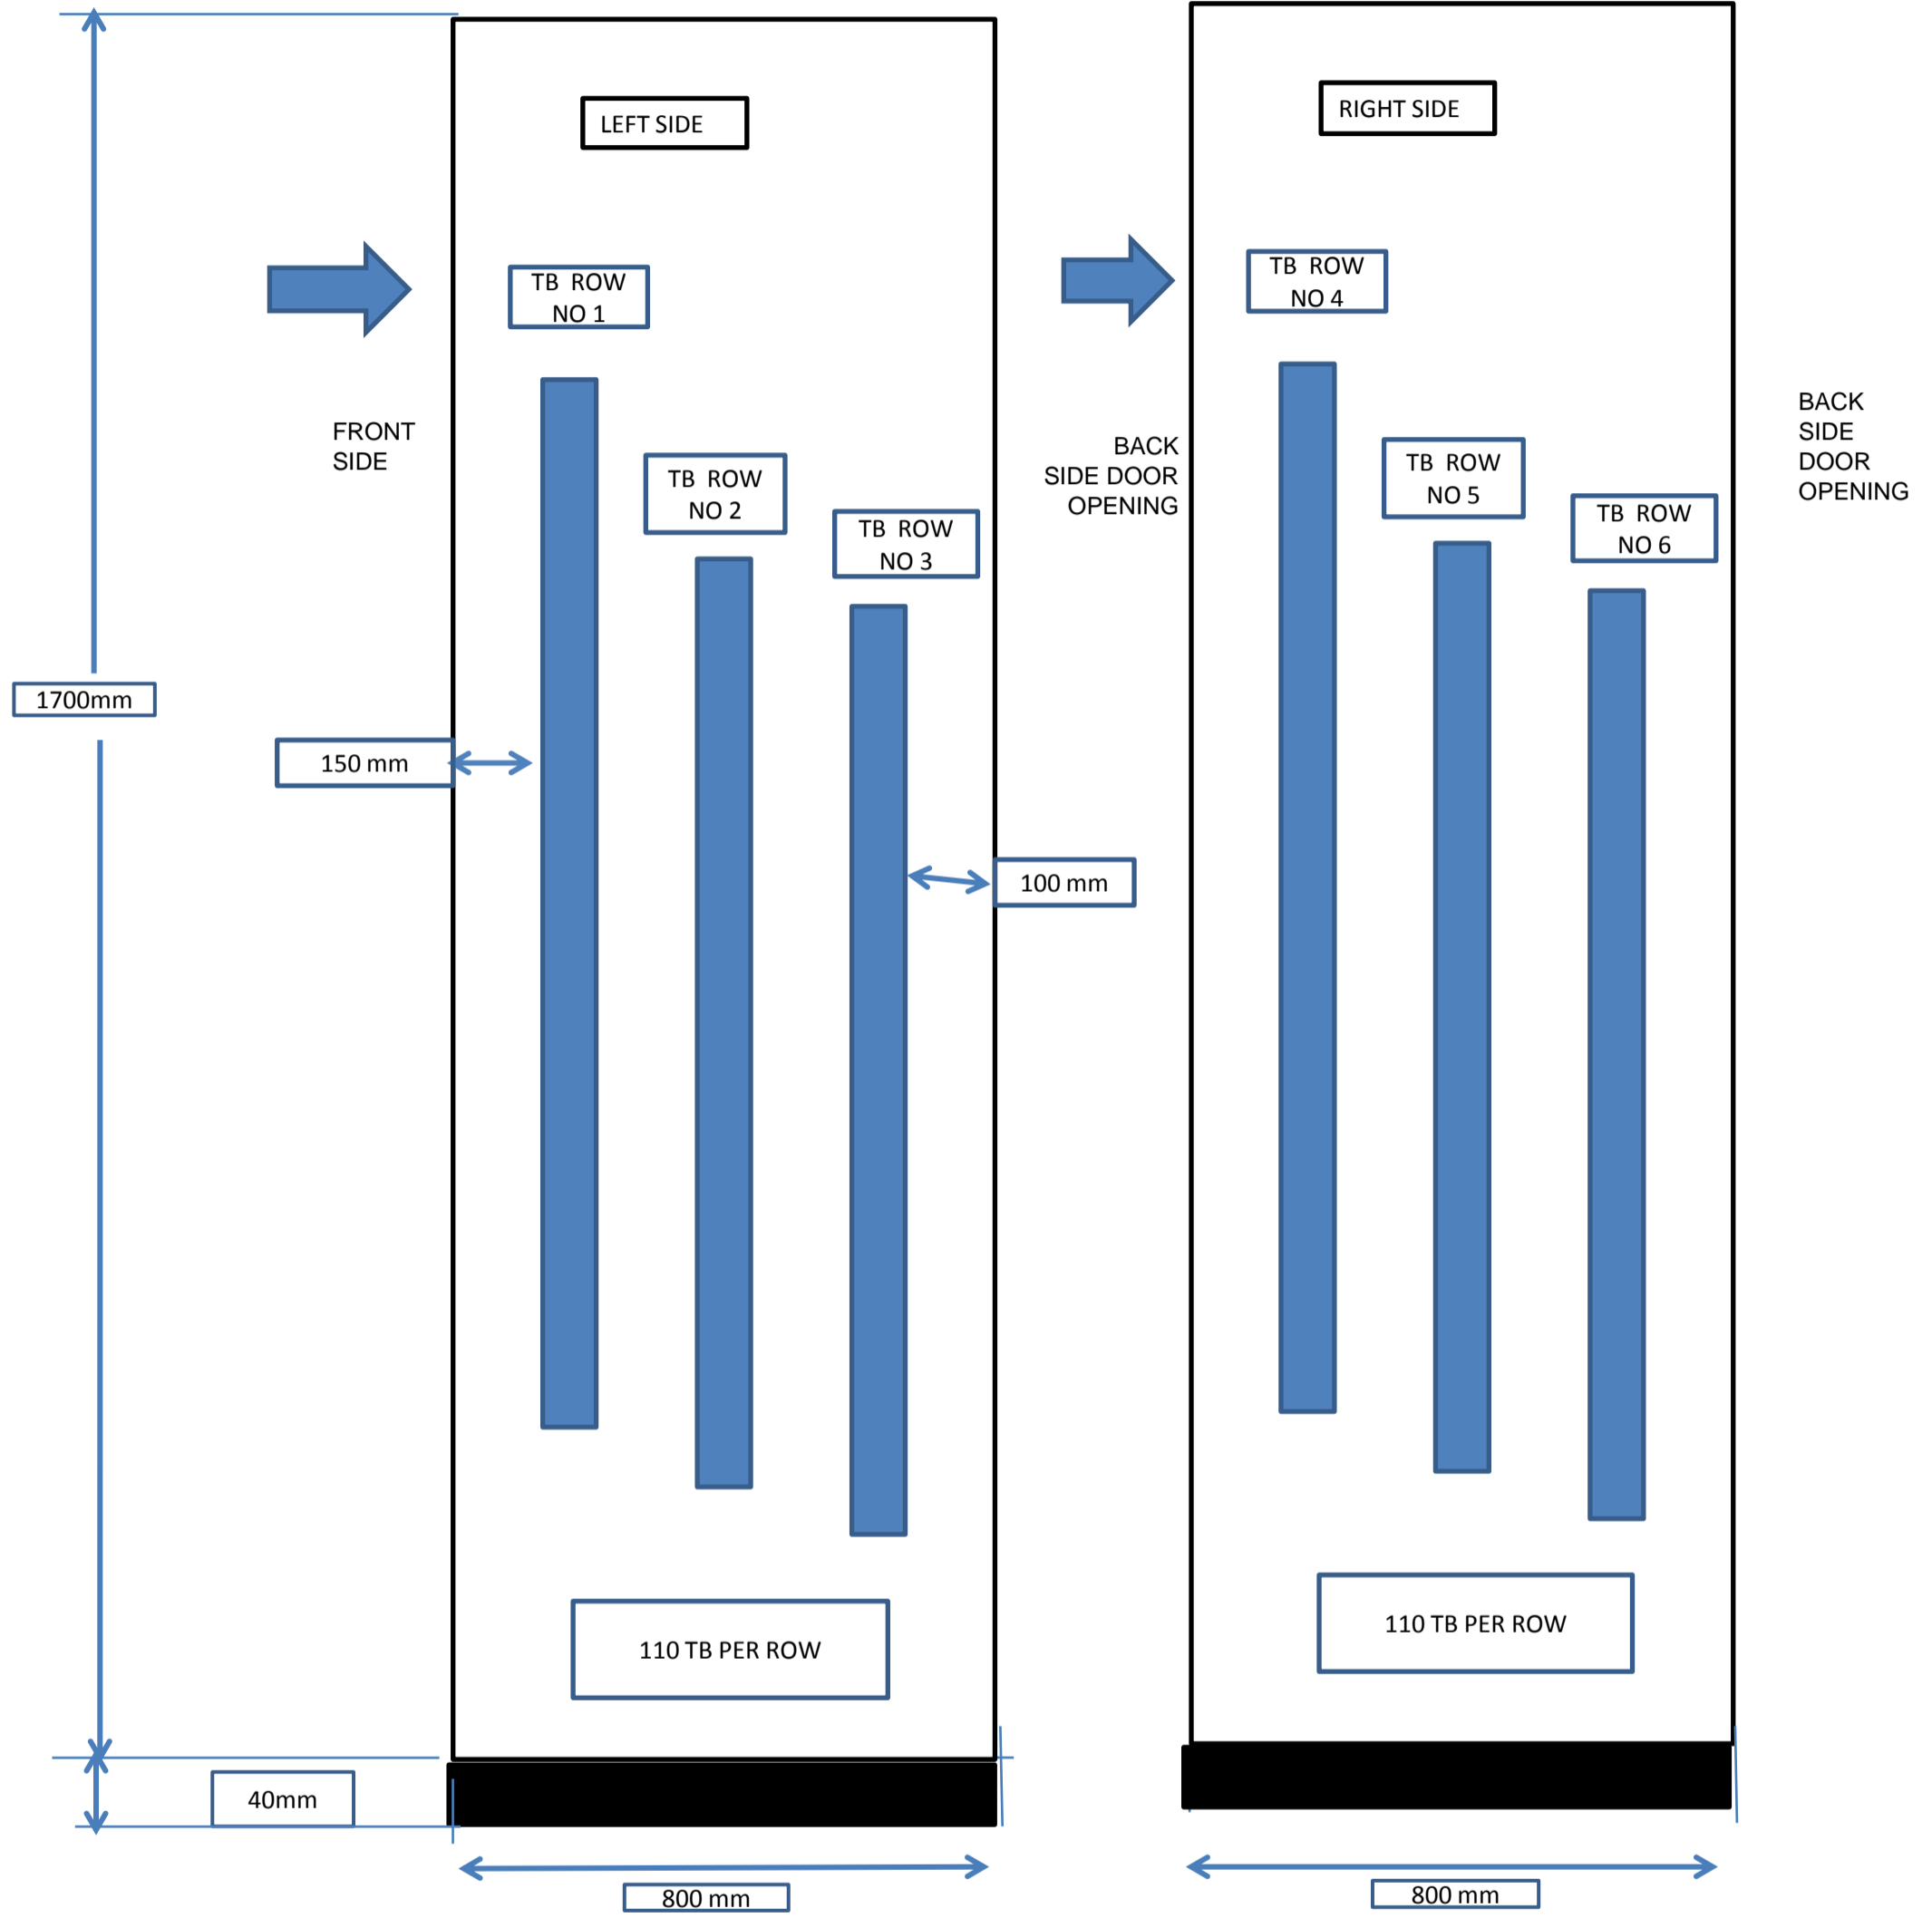 LEFT SIDE
RIGHT SIDE
TB  ROW
NO 1
TB  ROW
NO 4
FRONT
SIDE
TB  ROW
NO 2
TB  ROW
NO 3
BACK
SIDE DOOR
OPENING
TB  ROW
NO 5
TB  ROW
NO 6
BACK
SIDE
DOOR
OPENING
1700mm
150 mm
100 mm
110 TB PER ROW
110 TB PER ROW
40mm
800 mm
800 mm